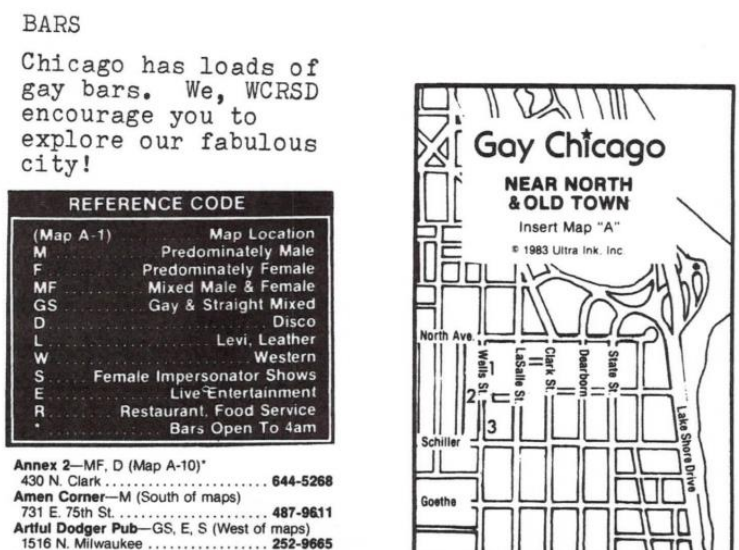 BARS
Chicago has loads of
gay bars. We, WCRSD
encourage you to
explore our fabulous
city!
REFERENCE CODE
(Map A-1) Map Location
M Predominately Male
F Predominately Female
MF Mixed Male & Female
GS Gay & Straight Mixed
D Disco
L Levi, Leather
W Western
S Female Impersonator Shows
E Live Entertainment
R Restaurant. Food Service
* Bars Open To 4am
Annex 2—MF, D (Map A-10)*
430 N. Clark 644-5268
Amen Corner—M (South of maps)
731 E. 75th St. 487-9611
Artful Dodger Pub—GS, E, S (West of maps)
1516 N. Milwaukee 252-9665
Gay Chicago
NEAR NORTH
& OLD TOWN
Insert Map "A"
© 1983 Ultra Ink. Inc.
North Ave.
Wells St.
LaSalle St.
Clark St.
Dearborn
State St.
1
2
3
Lake Shore Drive
Schiller
Goethe